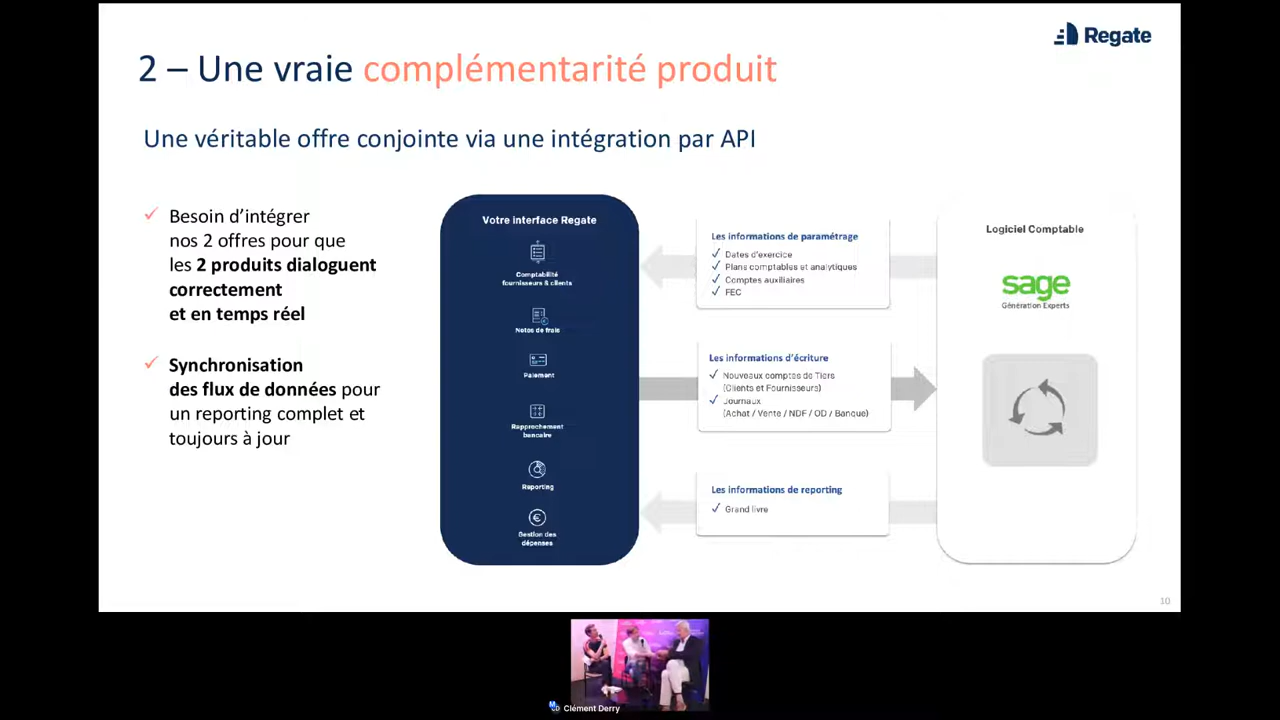 Regate
2 – Une vraie complémentarité produit
Une véritable offre conjointe via une intégration par API
✓ Besoin d’intégrer
nos 2 offres pour que
les 2 produits dialoguent
correctement
et en temps réel
✓ Synchronisation
des flux de données pour
un reporting complet et
toujours à jour
Votre interface Regate
Comptabilité
fournisseurs & clients
Notes de frais
Paiement
Rapprochement
bancaire
Reporting
Gestion des
dépenses
Les informations de paramétrage
✓ Dates d’exercice
✓ Plans comptables et analytiques
✓ Comptes auxiliaires
✓ FEC
Les informations d’écriture
✓ Nouveaux comptes de Tiers
(Clients et Fournisseurs)
✓ Journaux
(Achat / Vente / NDF / OD / Banque)
Les informations de reporting
✓ Grand livre
Logiciel Comptable
sage
Génération Experts
10
Clément Derry